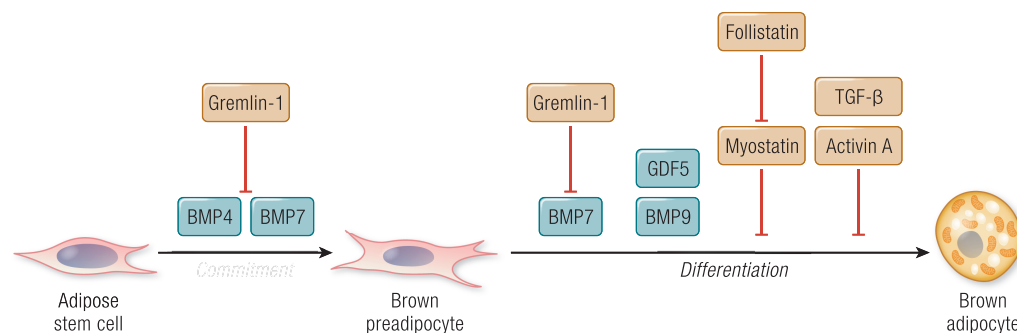 Follistatin
Gremlin-1
Gremlin-1
TGF-β
Myostatin
Activin A
GDF5
BMP4
BMP7
BMP7
BMP9
Commitment
Differentiation
Adipose
stem cell
Brown
preadipocyte
Brown
adipocyte